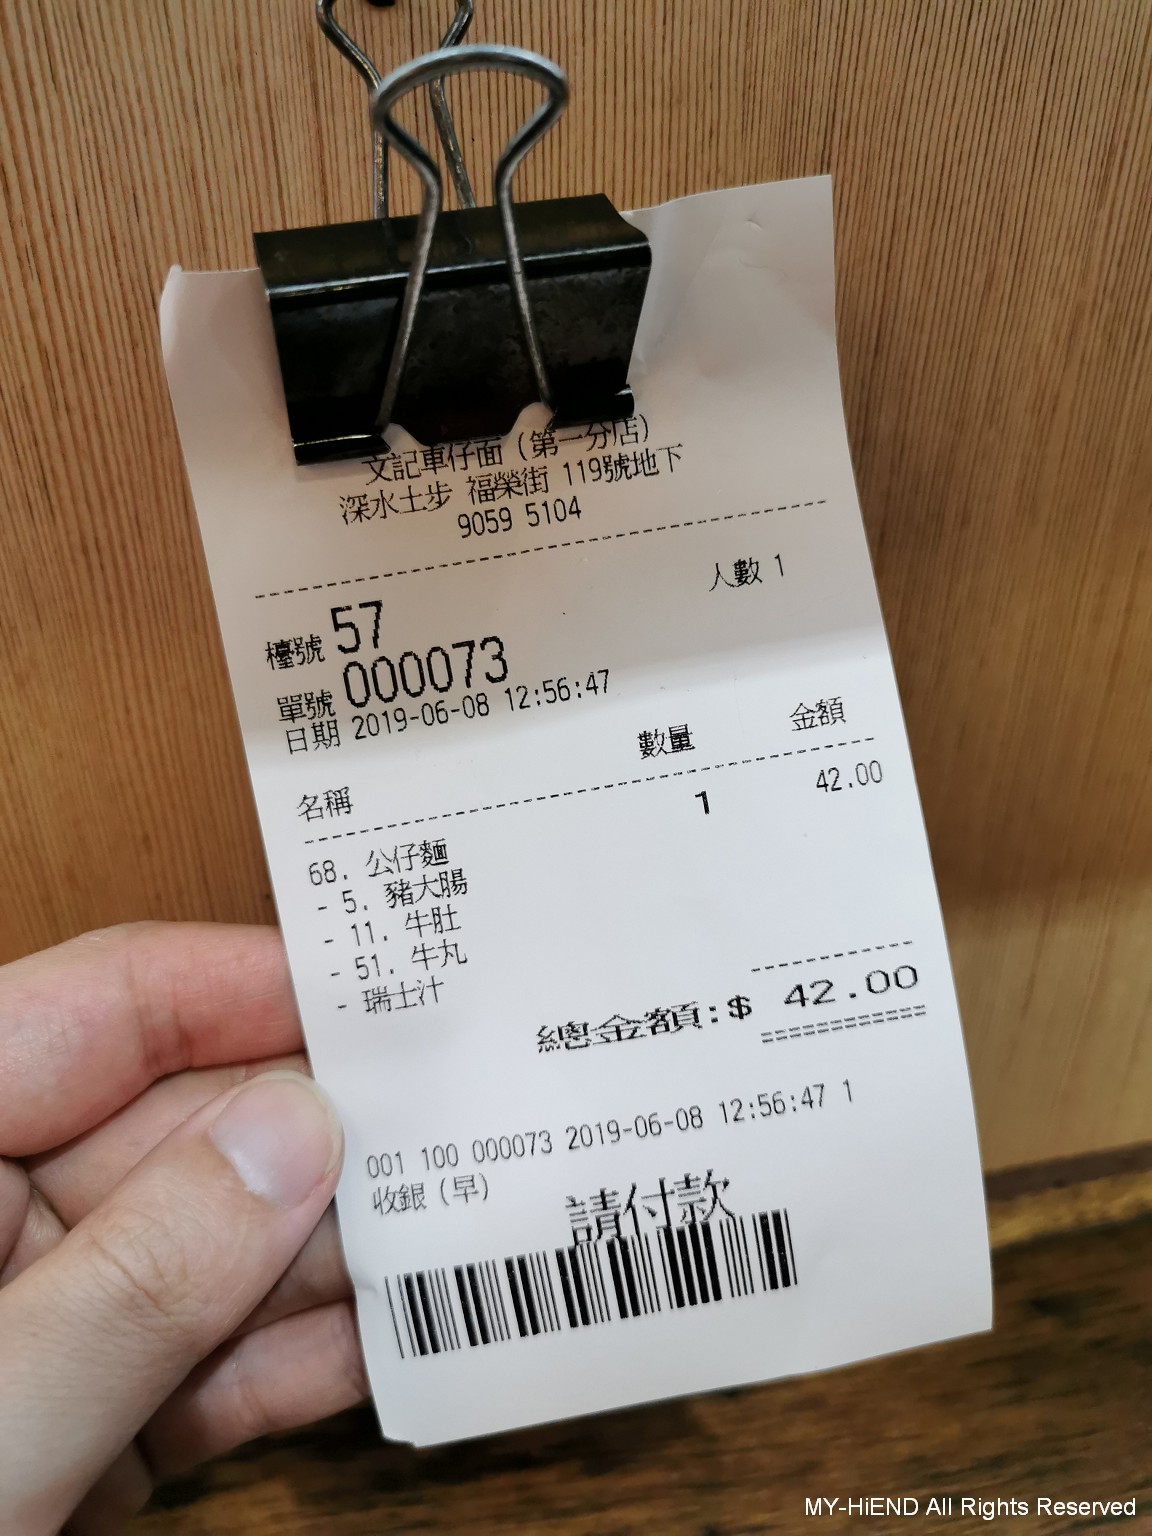 文記車仔面（第一分店）
深水土步 福榮街 119號地下
9059 5104
人數 1
檯號 57
單號 000073
日期 2019-06-08 12:56:47
名稱 數量 金額
68. 公仔麵 1 42.00
- 5. 豬大腸
- 11. 牛肚
- 51. 牛丸
- 瑞士汁
總金額:$ 42.00
001 100 000073 2019-06-08 12:56:47 1
收銀（早）
請付款
MY-HiEND All Rights Reserved